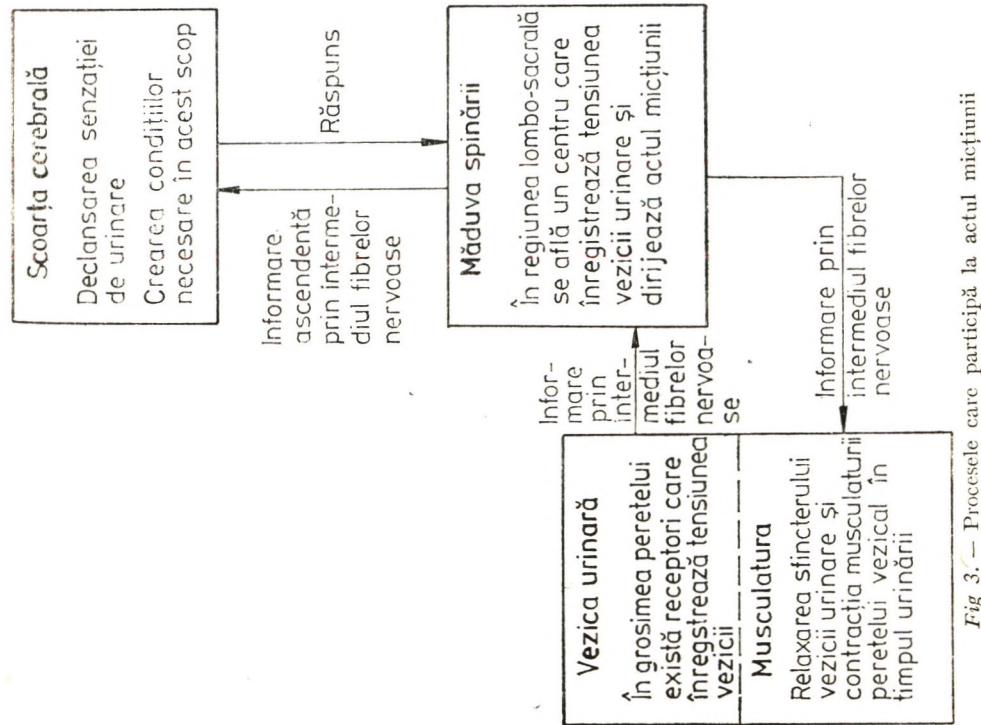 Scoarța cerebrală
Declansarea senzației
de urinare
Crearea condițiilor
necesare în acest scop
Informare
ascendentă
prin interme-
diul fibrelor
nervoase
Răspuns
Măduva spinării
În regiunea lombo-sacrală
se află un centru care
înregistrează tensiunea
vezicii urinare și
dirijează actul micțiunii
Infor-
mare
prin
inter-
mediul
fibrelor
nervoa-
se
Informare prin
intermediul fibrelor
nervoase
Vezica urinară
În grosimea peretelui
există receptori care
înregstrează tensiunea
vezicii
Musculatura
Relaxarea sfincterului
vezicii urinare și
contracția musculaturii
peretelui vezical în
timpul urinării
Fig 3. — Procesele care participă la actul micțiunii